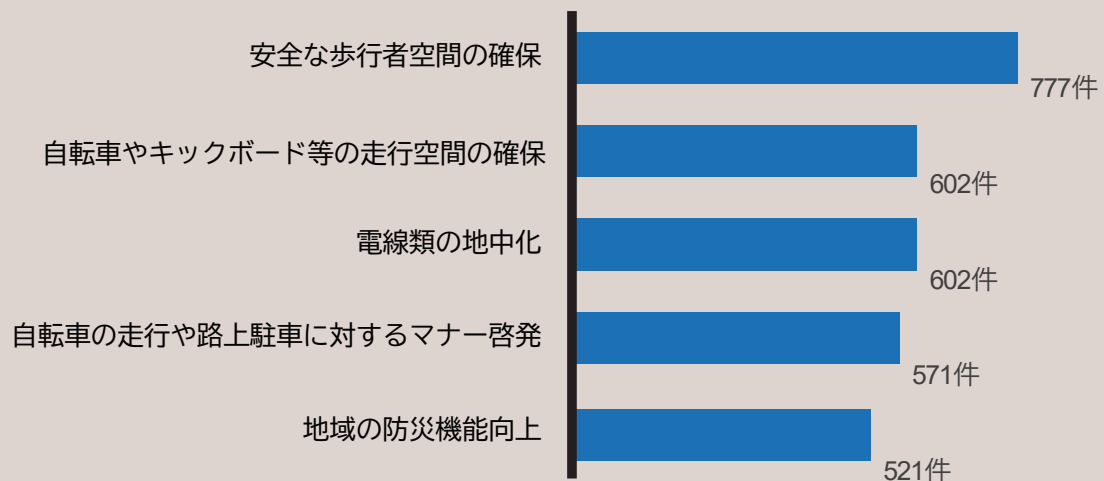 安全な歩行者空間の確保
777件
自転車やキックボード等の走行空間の確保
602件
電線類の地中化
602件
自転車の走行や路上駐車に対するマナー啓発
571件
地域の防災機能向上
521件